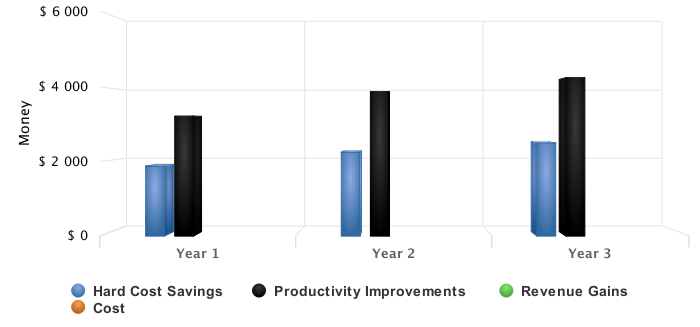 $ 6 000
$ 4 000
Money
$ 2 000
$ 0
Year 1 Year 2 Year 3
Hard Cost Savings Productivity Improvements Revenue Gains
Cost